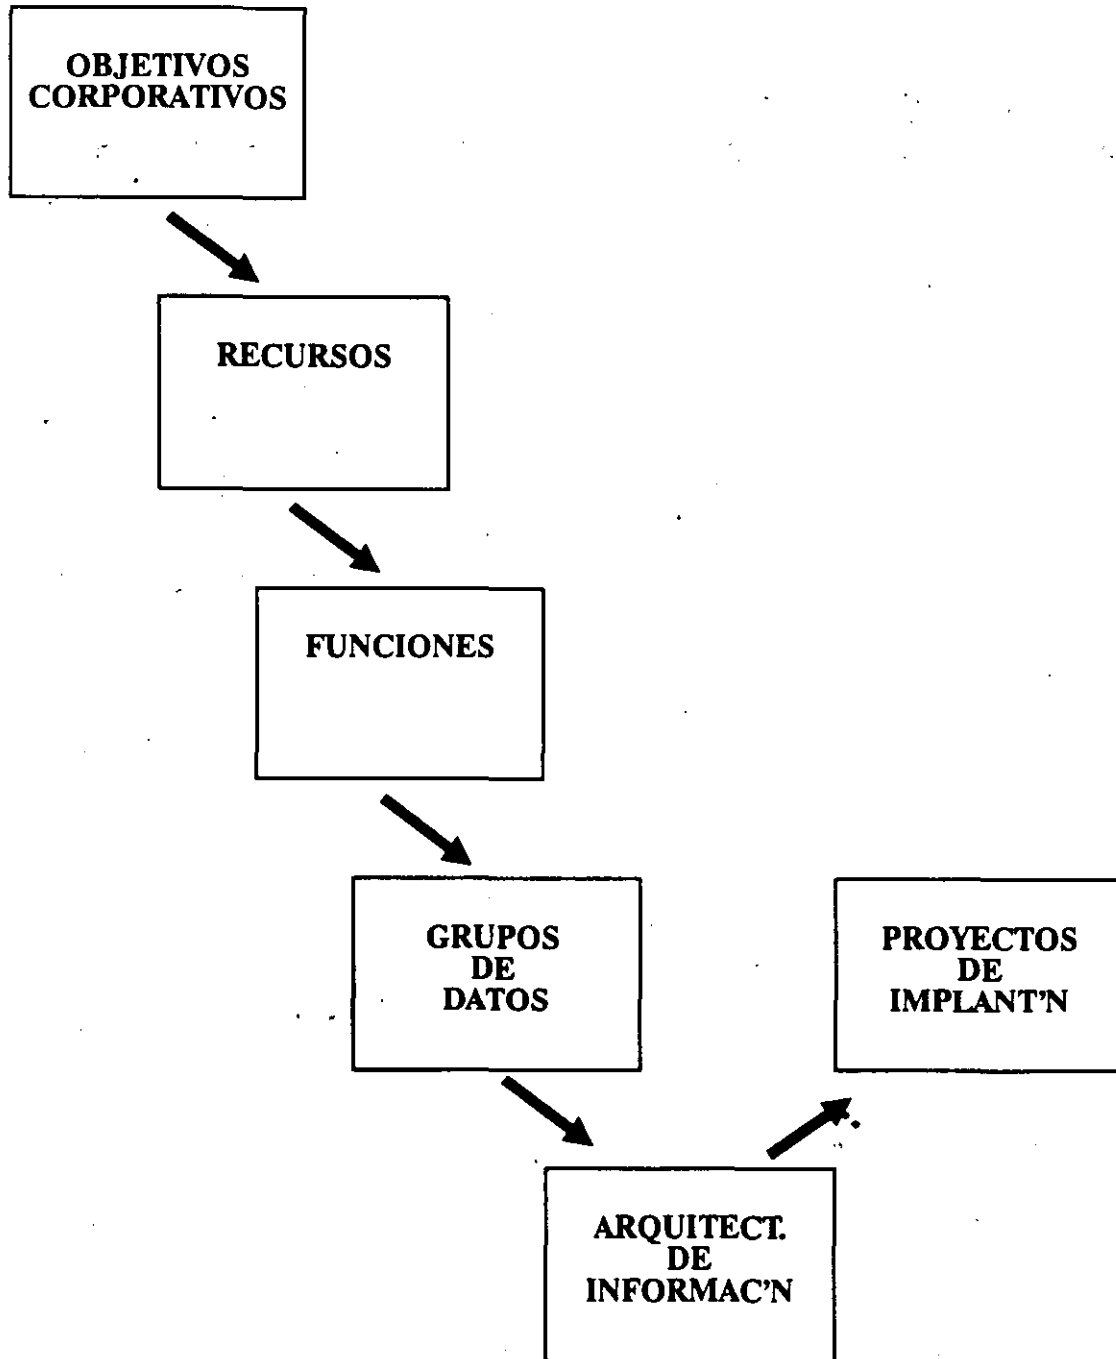 OBJETIVOS
CORPORATIVOS
RECURSOS
FUNCIONES
GRUPOS
DE
DATOS
PROYECTOS
DE
IMPLANT'N
ARQUITECT.
DE
INFORMAC'N